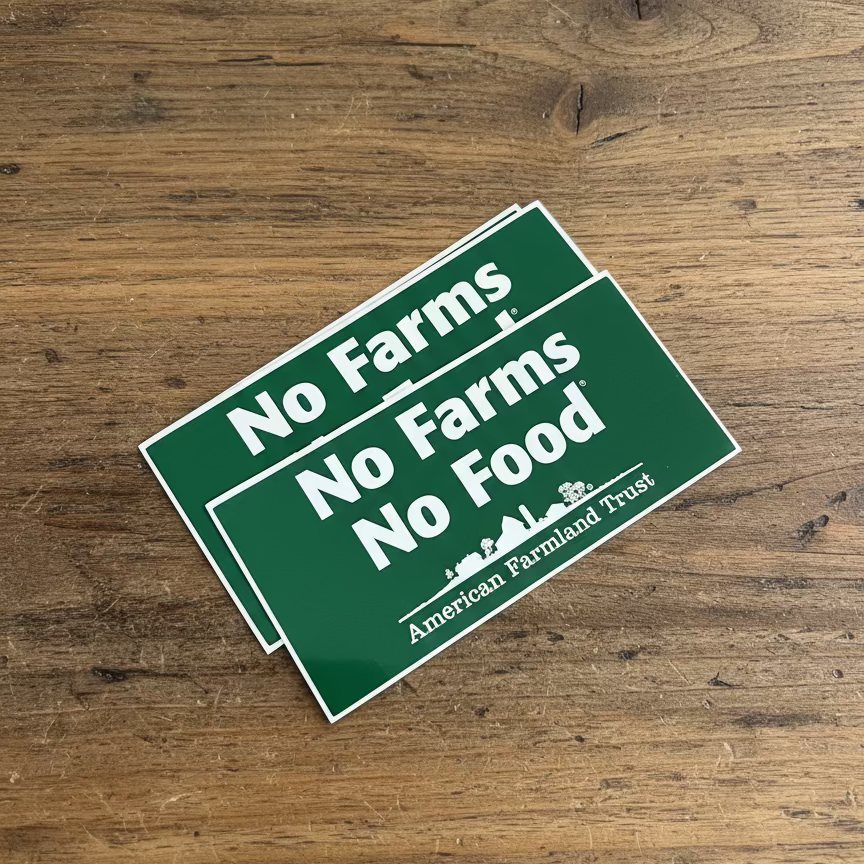 No Farms
No Farms
No Food®
American Farmland Trust